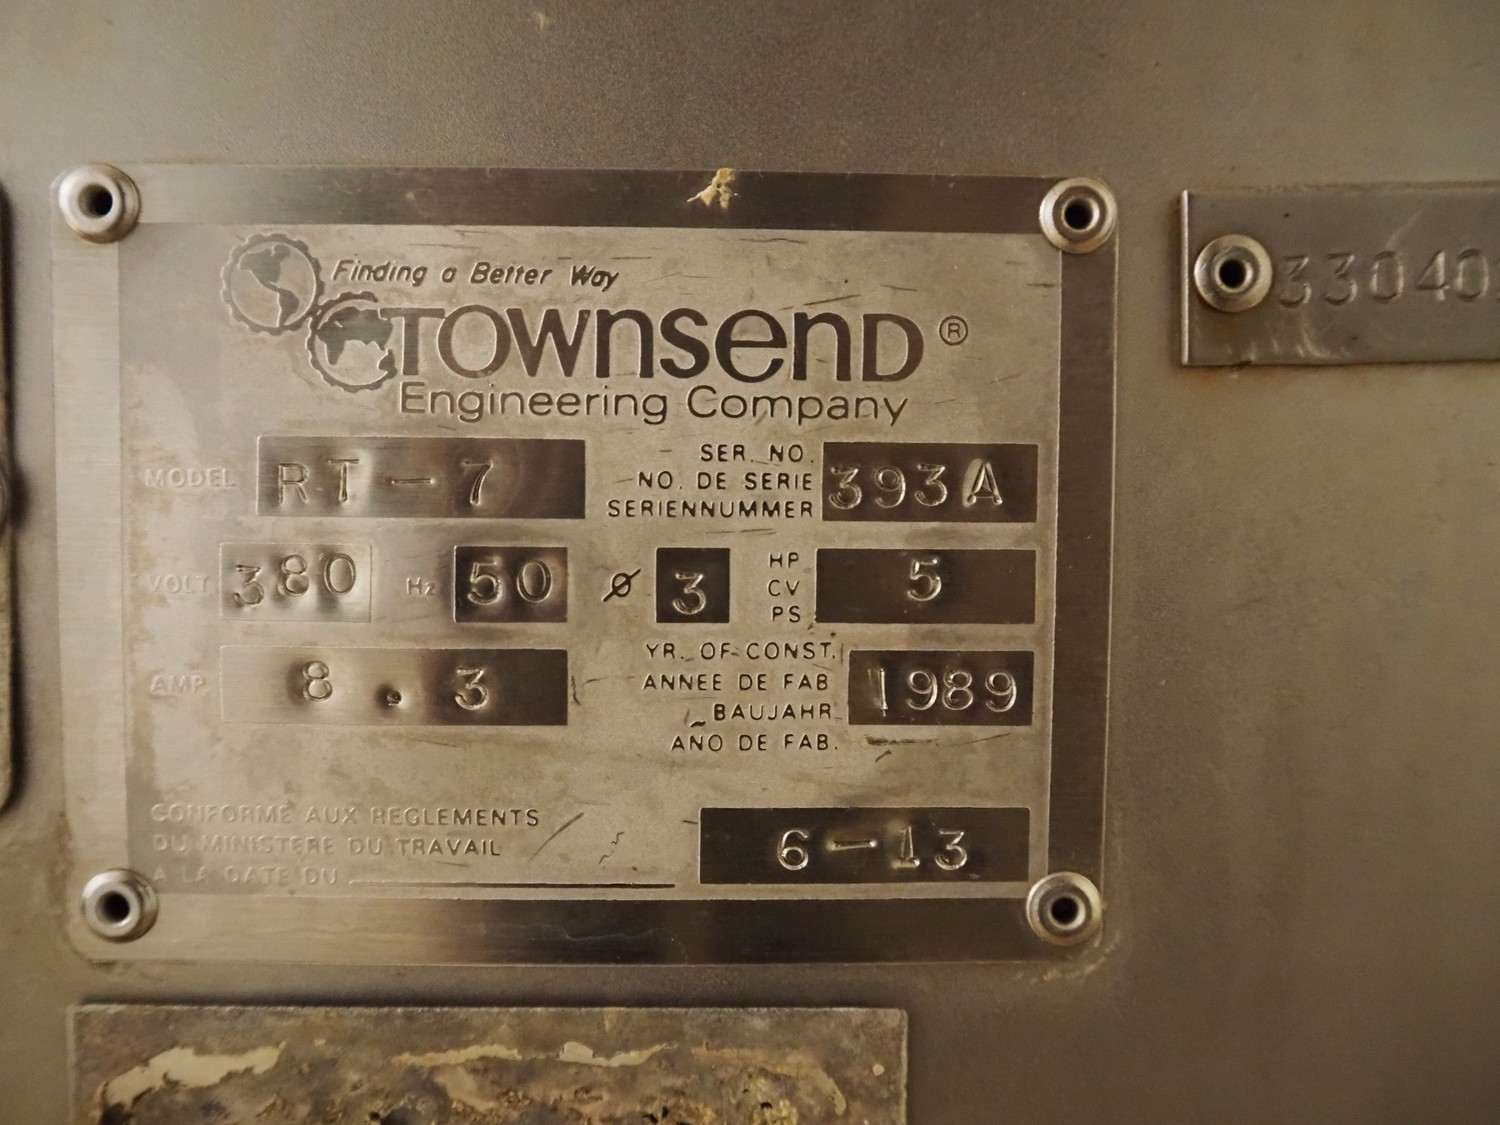 Finding a Better Way
TOWNSEND ®
Engineering Company
MODEL RT-7
SER. NO.
NO. DE SERIE
SERIENNUMMER
393A
VOLT 380 Hz 50 Ø 3
HP
CV
PS
5
AMP 8.3
YR. OF CONST.
ANNEE DE FAB
BAUJAHR
ANO DE FAB.
1989
CONFORME AUX REGLEMENTS
DU MINISTERE DU TRAVAIL
A LA DATE DU
6-13
33040